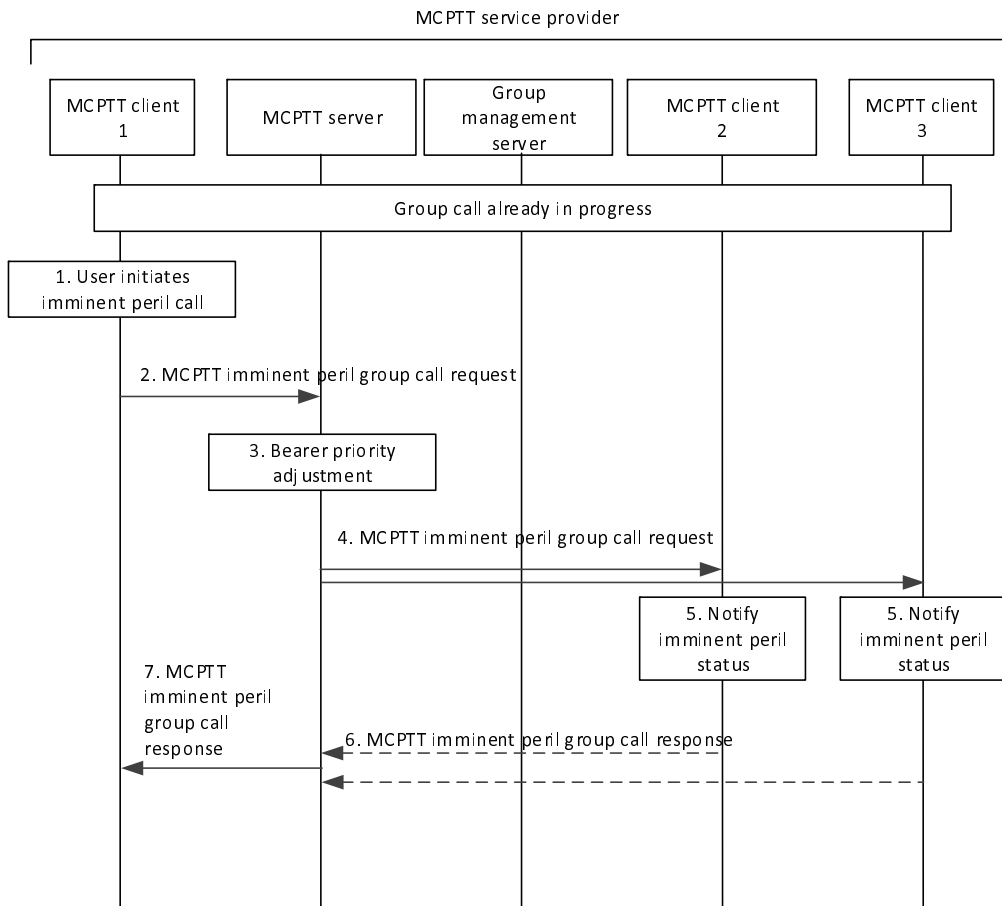 MCPTT service provider
MCPTT client
1
MCPTT server
Group
management
server
MCPTT client
2
MCPTT client
3
Group call already in progress
1. User initiates
imminent peril call
2. MCPTT imminent peril group call request
3. Bearer priority
adjustment
4. MCPTT imminent peril group call request
5. Notify
imminent peril
status
5. Notify
imminent peril
status
7. MCPTT
imminent peril
group call
response
6. MCPTT imminent peril group call response